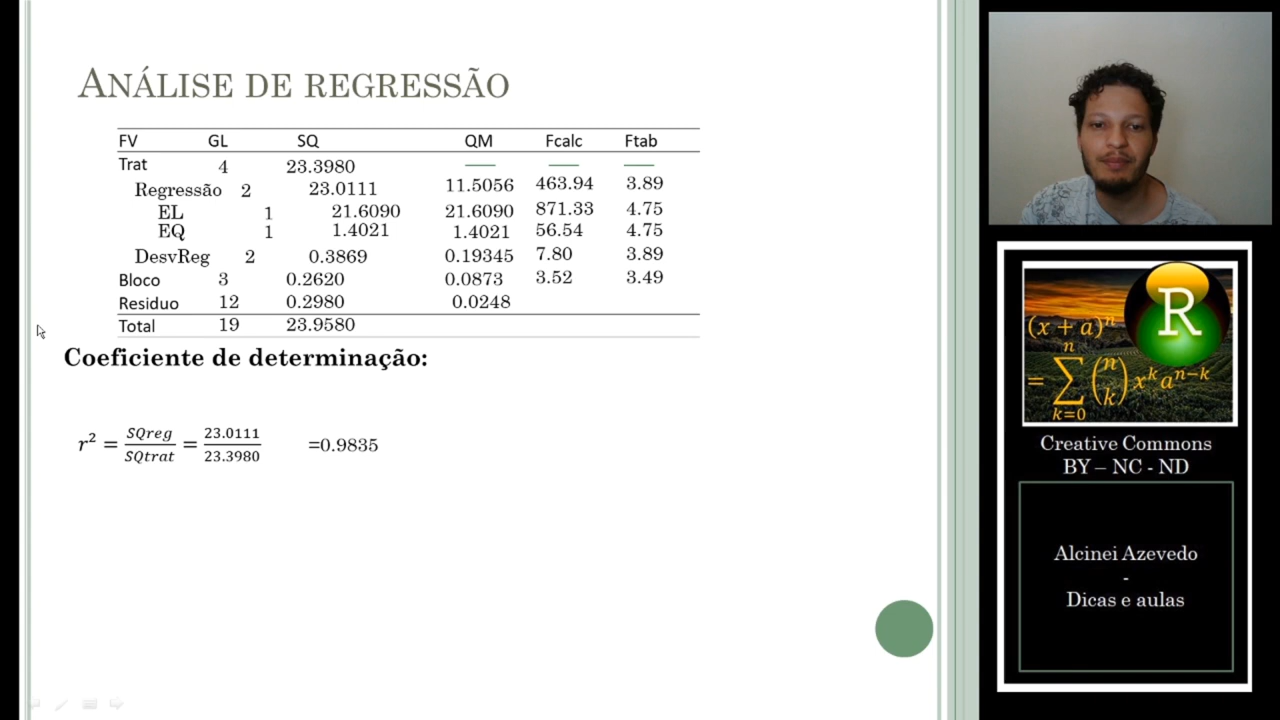 ANÁLISE DE REGRESSÃO
FV GL SQ QM Fcalc Ftab
Trat 4 23.3980
Regressão 2 23.0111 11.5056 463.94 3.89
EL 1 21.6090 21.6090 871.33 4.75
EQ 1 1.4021 1.4021 56.54 4.75
DesvReg 2 0.3869 0.19345 7.80 3.89
Bloco 3 0.2620 0.0873 3.52 3.49
Residuo 12 0.2980 0.0248
Total 19 23.9580
Coeficiente de determinação:
r² = SQreg/SQtrat = 23.0111/23.3980 =0.9835
R
(x + a)ⁿ
= ∑ₖ₌₀ⁿ (n k) xᵏaⁿ⁻ᵏ
Creative Commons
BY – NC - ND
Alcinei Azevedo
-
Dicas e aulas